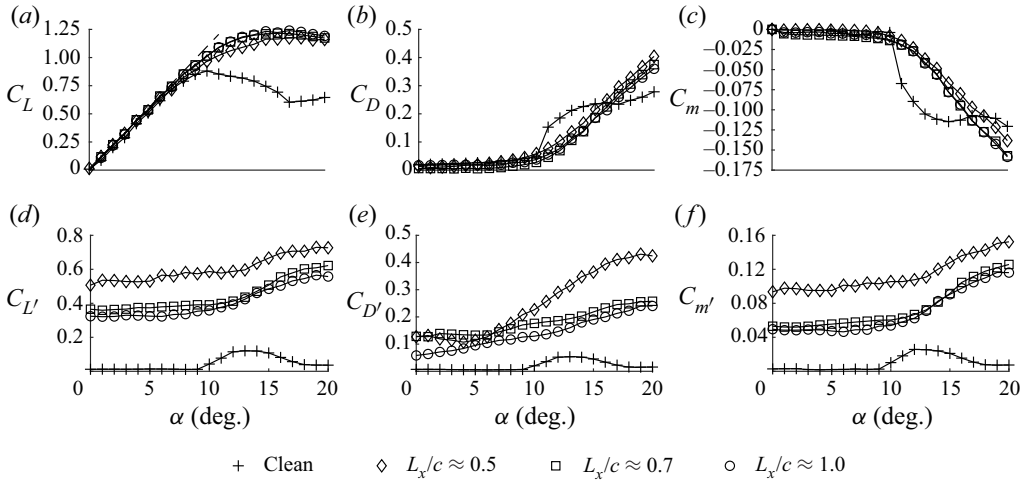 (a) (b) (c)
1.25 0.5 0
1.00 0.4 −0.025
0.75 0.3 −0.050
C_L C_D C_m −0.075
0.50 0.2 −0.100
0.25 0.1 −0.125
−0.150
0 0 −0.175
(d) (e) (f)
0.8 0.5 0.16
0.6 0.4 0.12
C_L′ 0.4 C_D′ 0.3 C_m′ 0.08
0.2 0.2 0.04
0.1
0 5 10 15 20 0 5 10 15 20 0 5 10 15 20
α (deg.) α (deg.) α (deg.)
Clean L_x/c ≈ 0.5 L_x/c ≈ 0.7 L_x/c ≈ 1.0